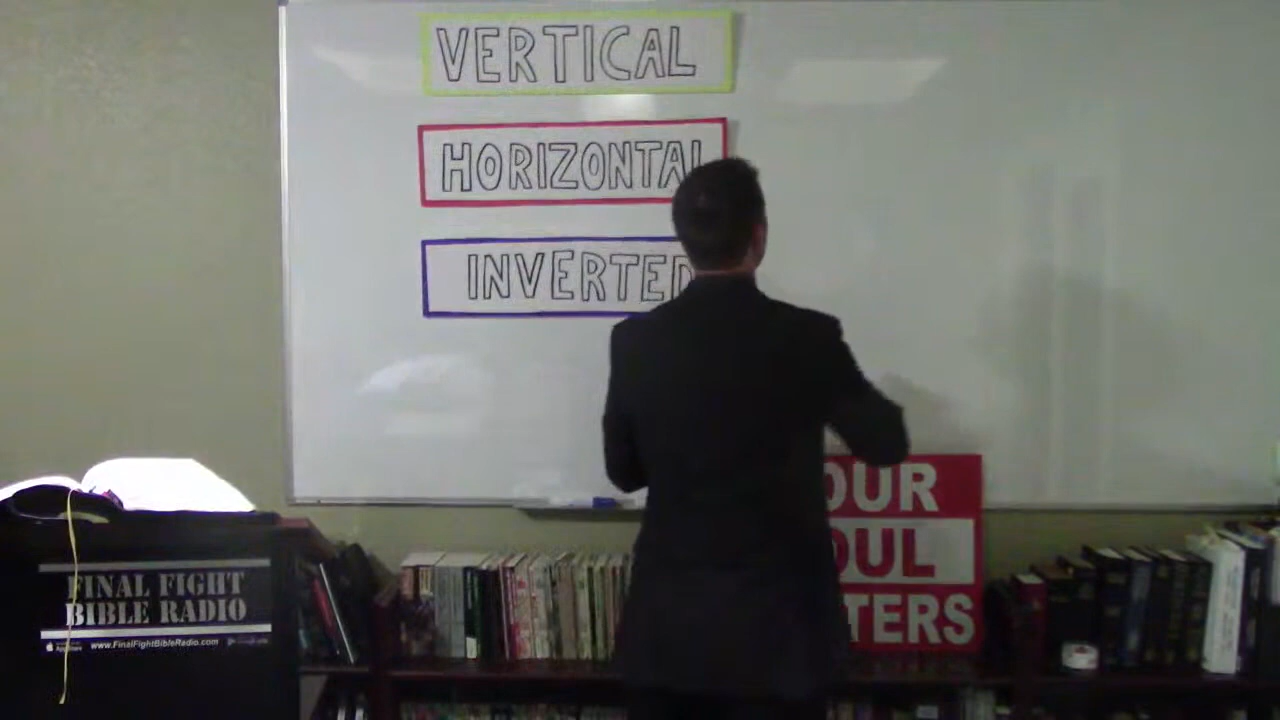 VERTICAL
HORIZONTAL
INVERTED
OUR
OUL
TERS
FINAL FIGHT
BIBLE RADIO
www.FinalFightBibleRadio.com